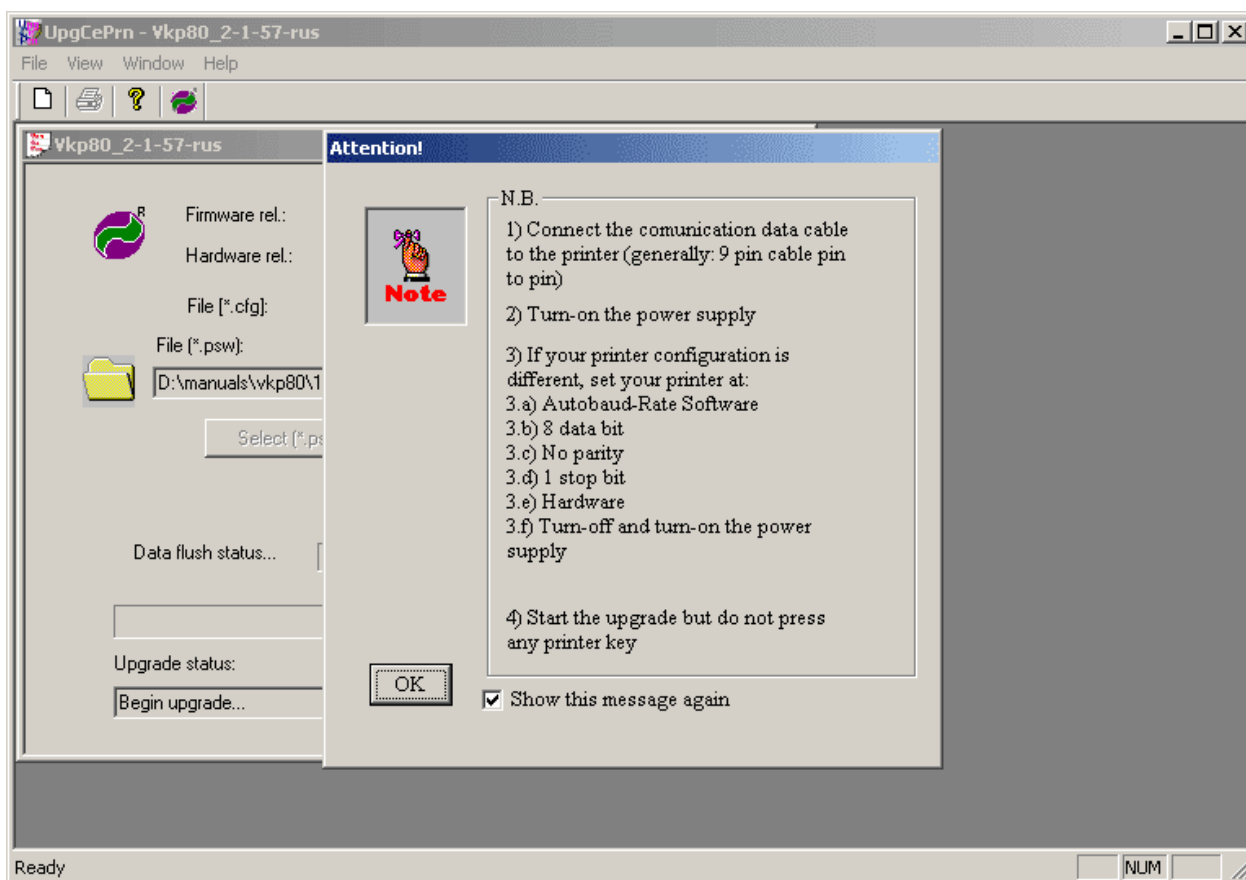 UpgCePrn - Vkp80_2-1-57-rus
File View Window Help
Vkp80_2-1-57-rus
R
Firmware rel.:
Hardware rel.:
File [*.cfg]:
File (*.psw):
D:\manuals\vkp80\1
Select (*.ps
Data flush status...
Upgrade status:
Begin upgrade...
Attention!
Note
N.B.
1) Connect the comunication data cable
to the printer (generally: 9 pin cable pin
to pin)
2) Turn-on the power supply
3) If your printer configuration is
different, set your printer at:
3.a) Autobaud-Rate Software
3.b) 8 data bit
3.c) No parity
3.d) 1 stop bit
3.e) Hardware
3.f) Turn-off and turn-on the power
supply
4) Start the upgrade but do not press
any printer key
OK
Show this message again
Ready
NUM